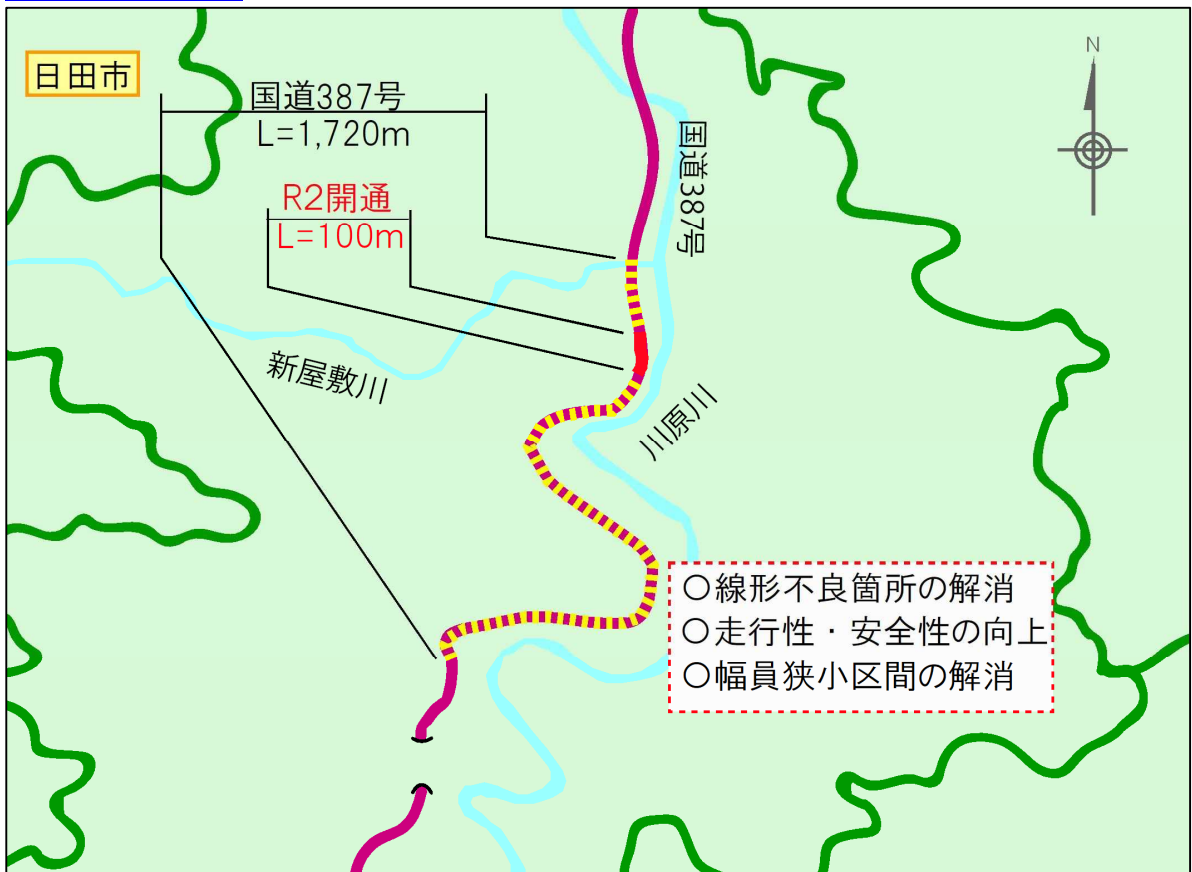 日田市
国道387号
L=1,720m
R2開通
L=100m
N
国道387号
新屋敷川
川原川
○線形不良箇所の解消
○走行性・安全性の向上
○幅員狭小区間の解消